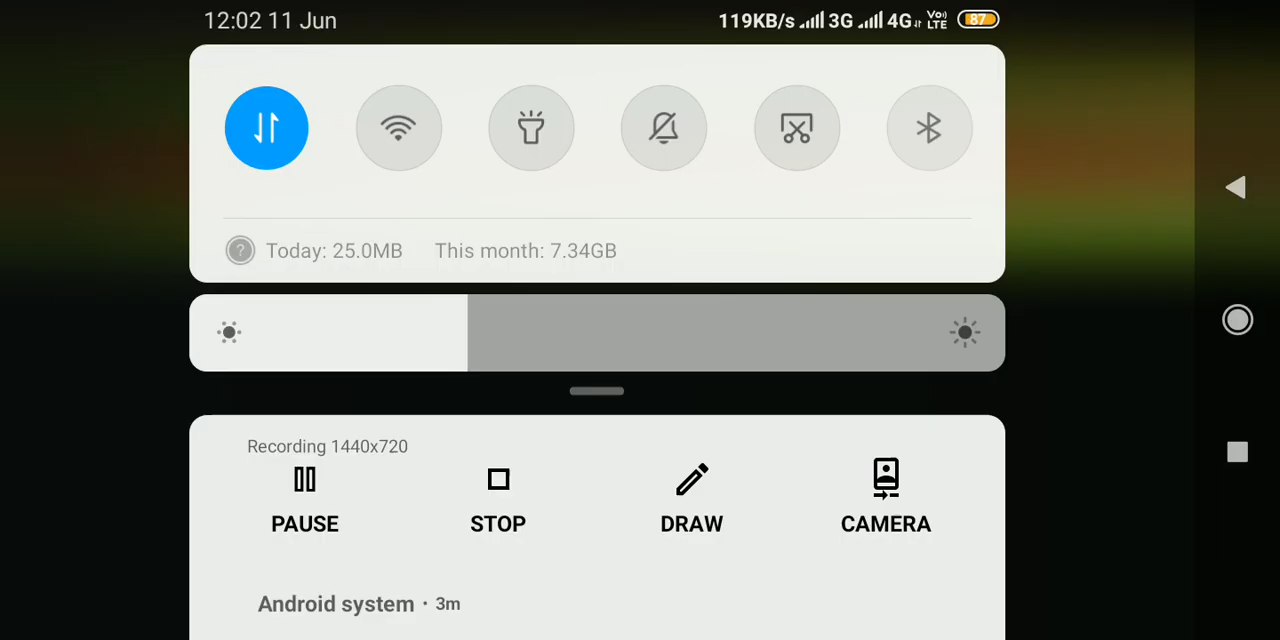 12:02 11 Jun 119KB/s 3G 4G Vo) LTE 87
? Today: 25.0MB This month: 7.34GB
Recording 1440x720
PAUSE STOP DRAW CAMERA
Android system · 3m